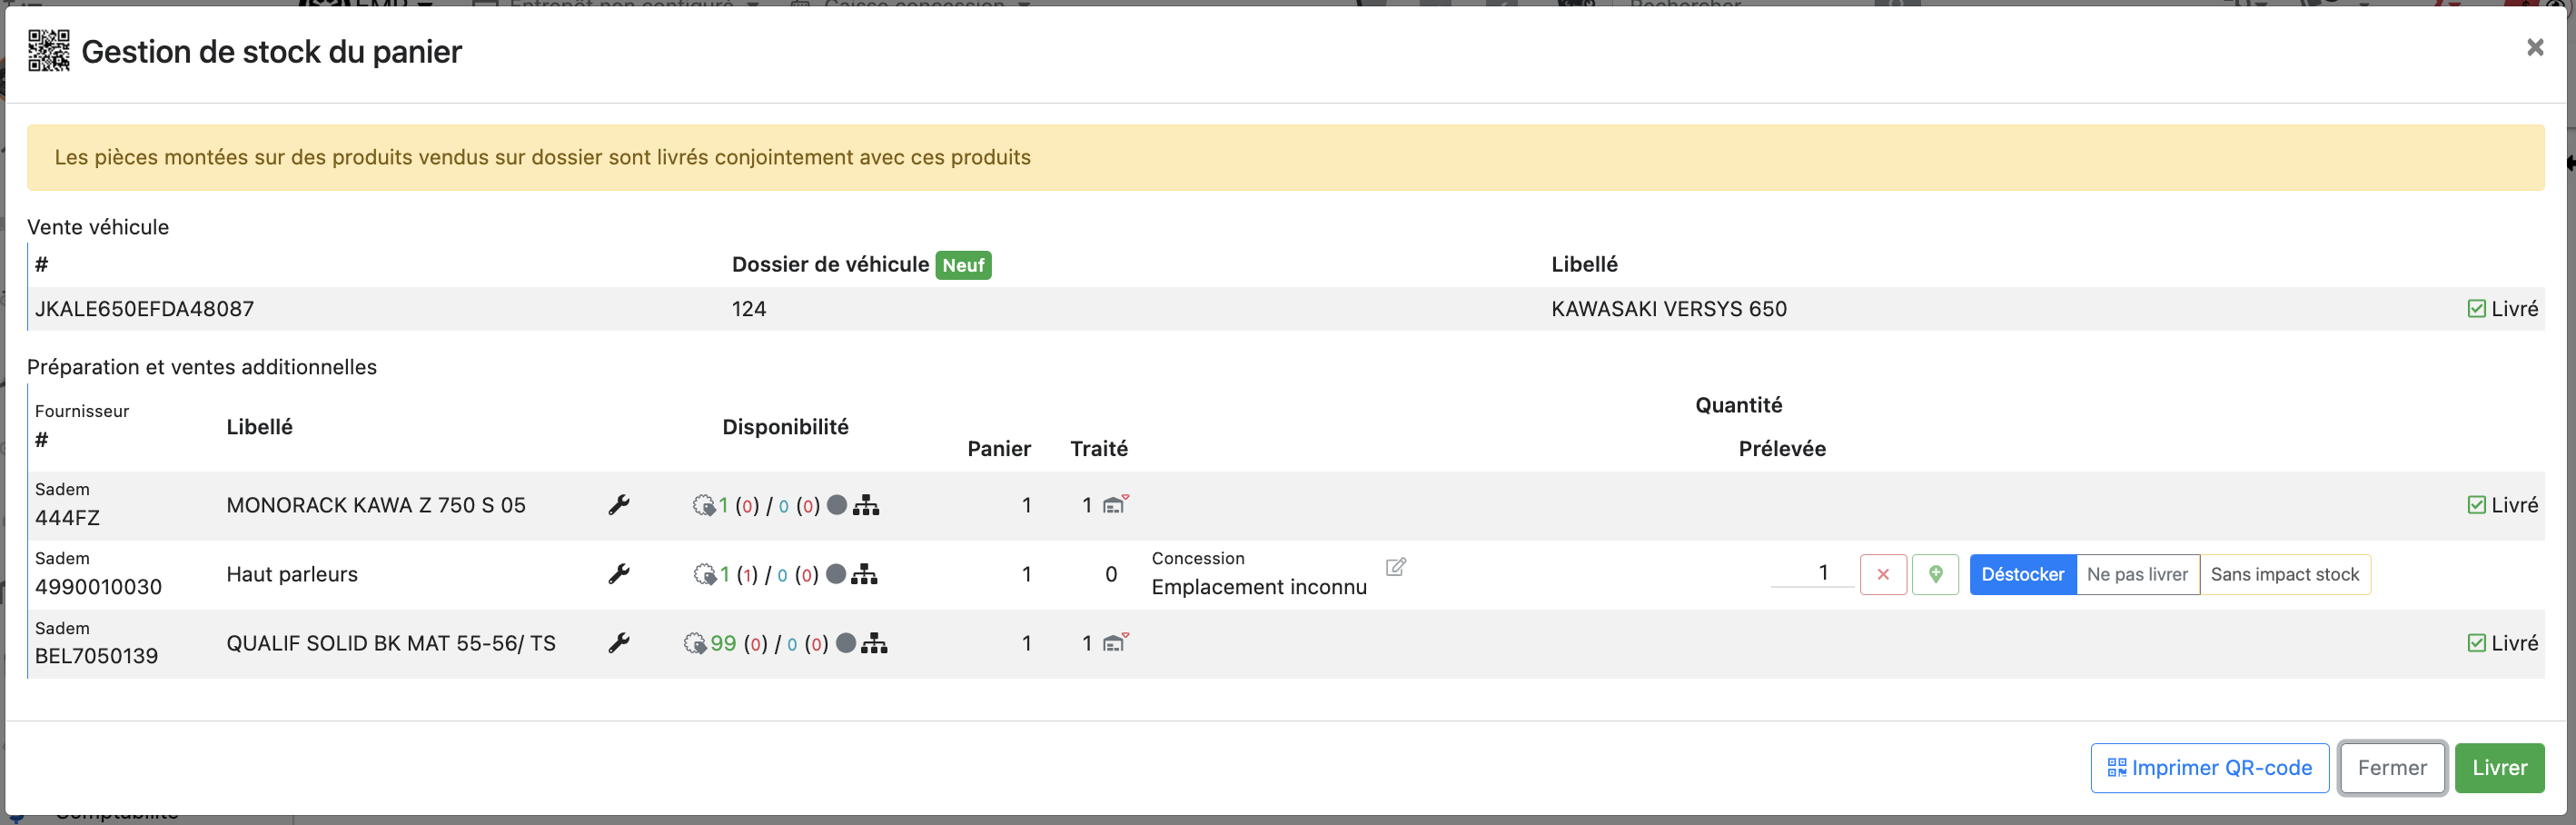 Gestion de stock du panier
×
Les pièces montées sur des produits vendus sur dossier sont livrés conjointement avec ces produits
Vente véhicule
# Dossier de véhicule Neuf Libellé
JKALE650EFDA48087 124 KAWASAKI VERSYS 650 Livré
Préparation et ventes additionnelles
Fournisseur
# Libellé Disponibilité Quantité
Panier Traité Prélevée
Sadem
444FZ MONORACK KAWA Z 750 S 05 1 (0) / 0 (0) 1 1 Livré
Sadem
4990010030 Haut parleurs 1 (1) / 0 (0) 1 0 Concession
Emplacement inconnu 1 Déstocker Ne pas livrer Sans impact stock
Sadem
BEL7050139 QUALIF SOLID BK MAT 55-56/ TS 99 (0) / 0 (0) 1 1 Livré
Imprimer QR-code Fermer Livrer